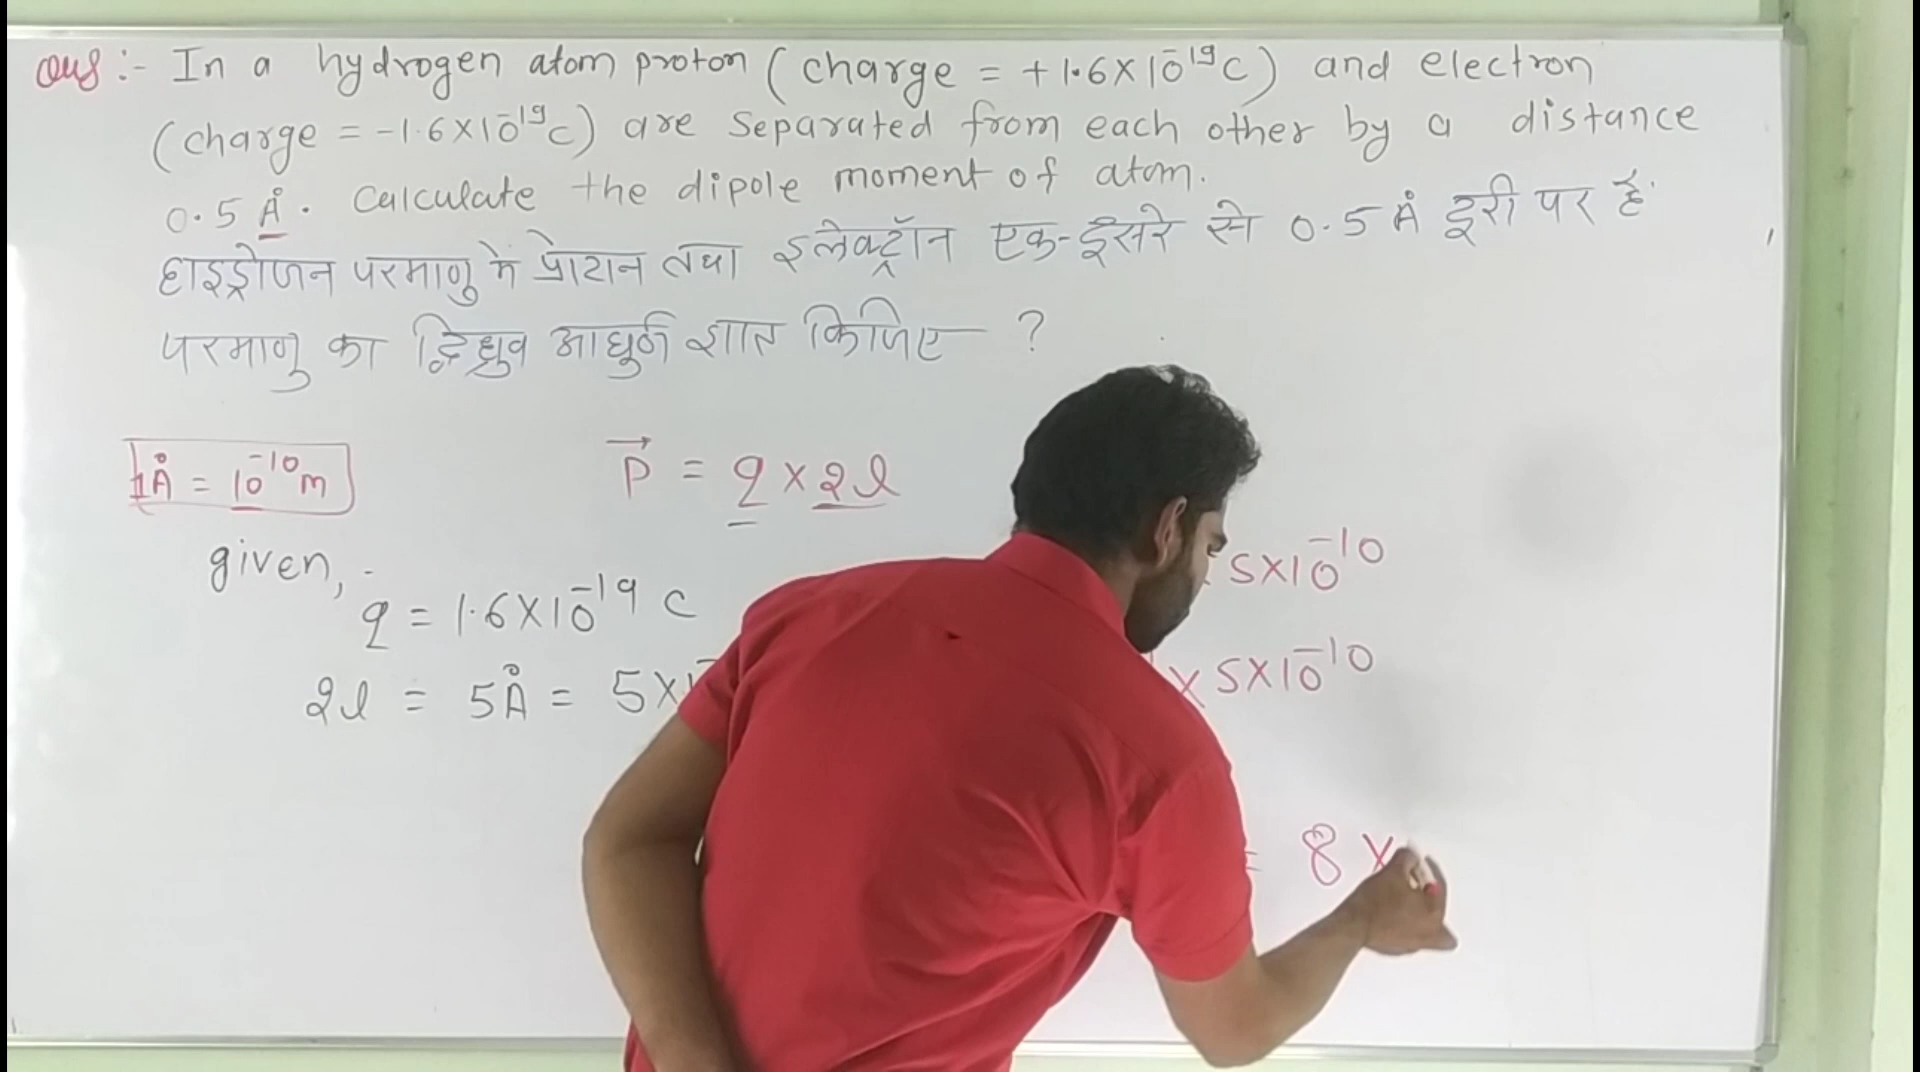 Ques :- In a hydrogen atom proton ( charge = +1.6×10⁻¹⁹C ) and electron
( charge = -1.6×10⁻¹⁹C ) are separated from each other by a distance
0.5 Å . Calculate the dipole moment of atom.
हाइड्रोजन परमाणु में प्रोटान तथा इलेक्ट्रॉन एक-दूसरे से 0.5 Å दूरी पर है.
परमाणु का द्विध्रुव आघुर्ण ज्ञात किजिए ?
1Å = 10⁻¹⁰m
P⃗ = q × 2l
given,
q = 1.6×10⁻¹⁹ C
2l = 5Å = 5×
5×10⁻¹⁰
× 5×10⁻¹⁰
= 8 ×